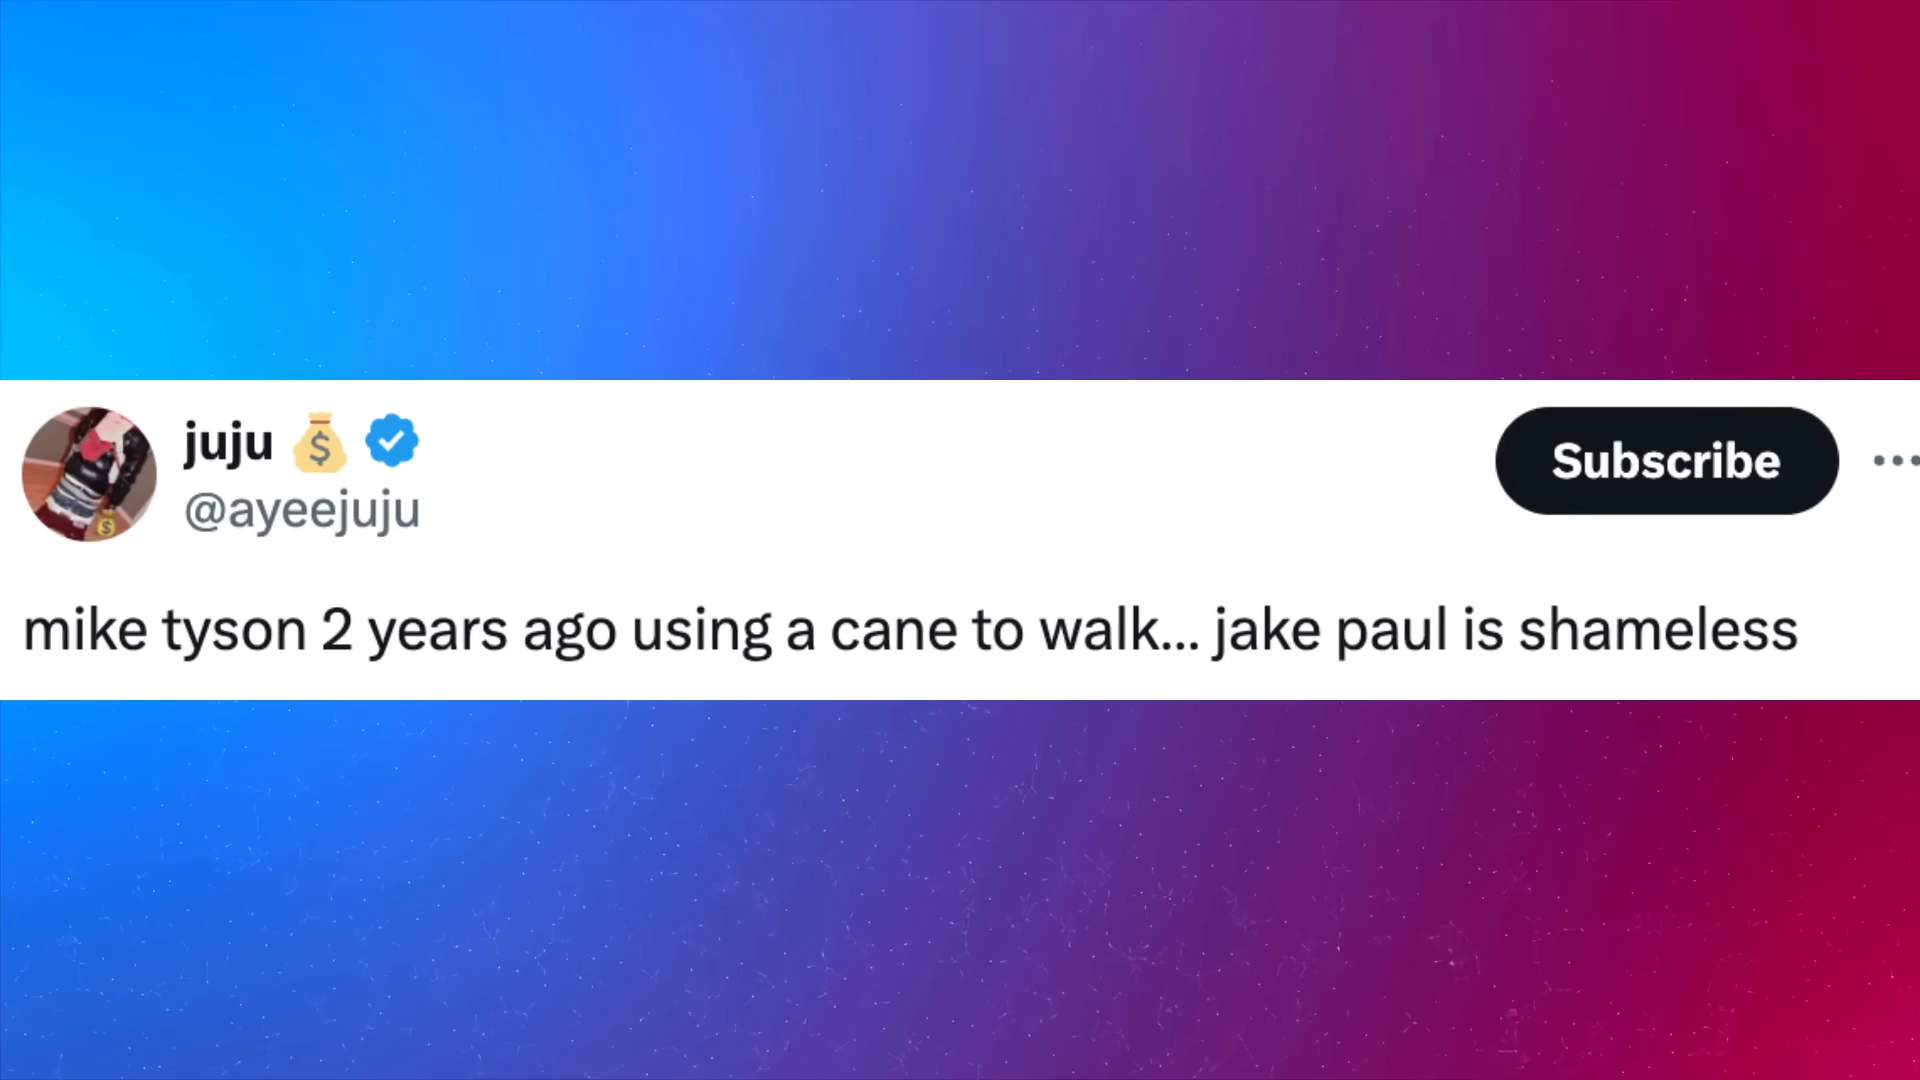 juju 💰
@ayeejuju
Subscribe
mike tyson 2 years ago using a cane to walk... jake paul is shameless